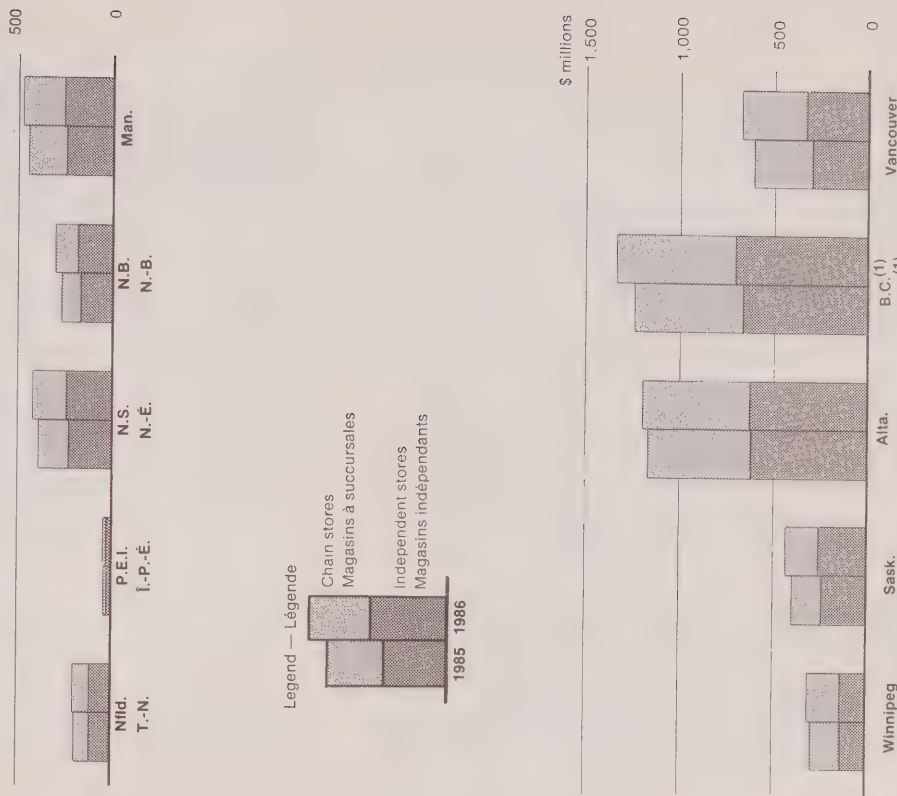 500
0
Nfld.
T.-N.
P.E.I.
Î.-P.-É.
N.S.
N.-É.
N.B.
N.-B.
Man.
Legend — Légende
Chain stores
Magasins à succursales
Independent stores
Magasins indépendants
1985 1986
$ millions
1,500
1,000
500
0
Winnipeg
Sask.
Alta.
B.C.(1)
(1)
Vancouver